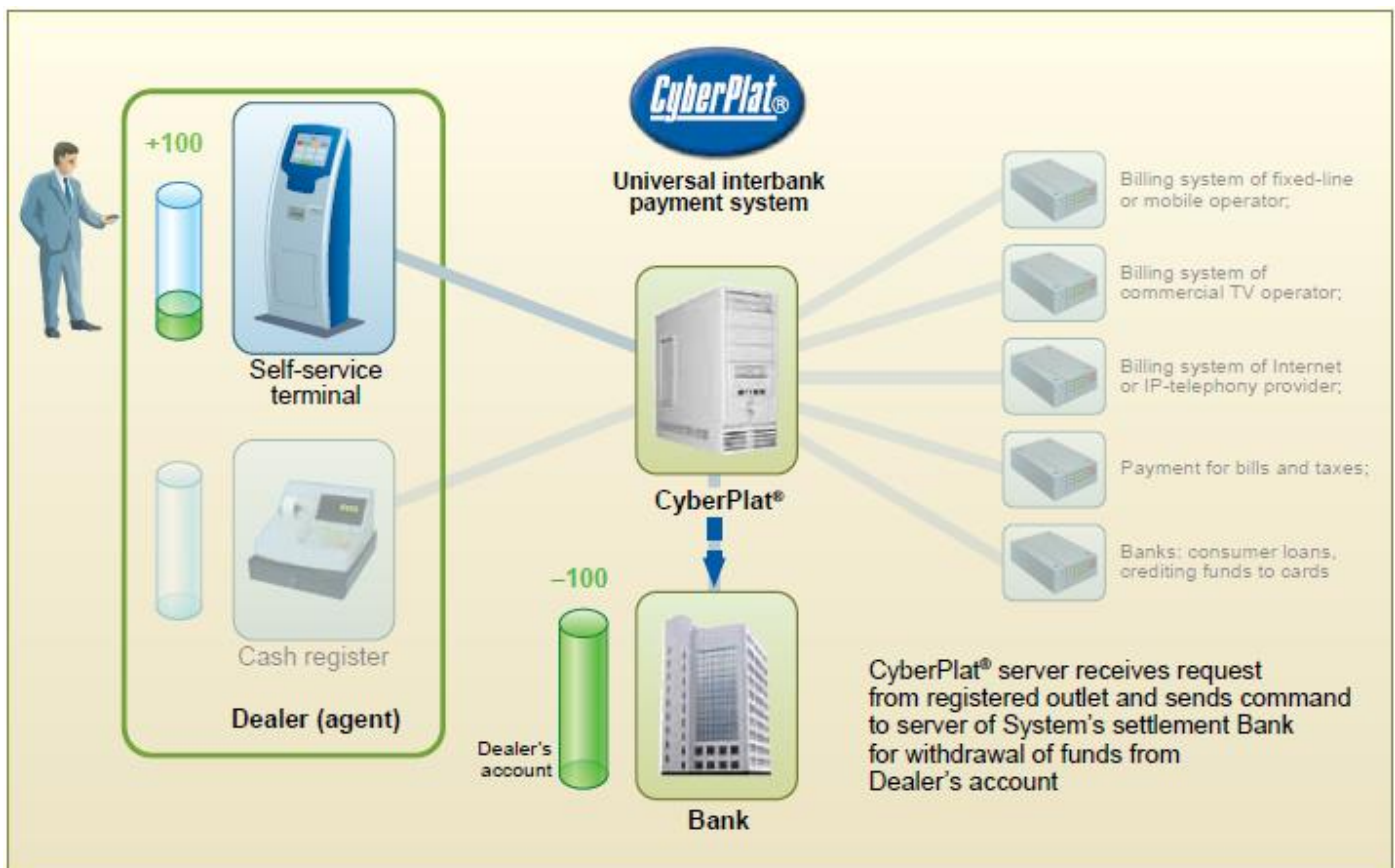 CyberPlat®
Universal interbank
payment system
+100
Self-service
terminal
Cash register
Dealer (agent)
CyberPlat®
–100
Dealer's
account
Bank
Billing system of fixed-line
or mobile operator;
Billing system of
commercial TV operator;
Billing system of Internet
or IP-telephony provider;
Payment for bills and taxes;
Banks: consumer loans,
crediting funds to cards
CyberPlat® server receives request
from registered outlet and sends command
to server of System's settlement Bank
for withdrawal of funds from
Dealer's account